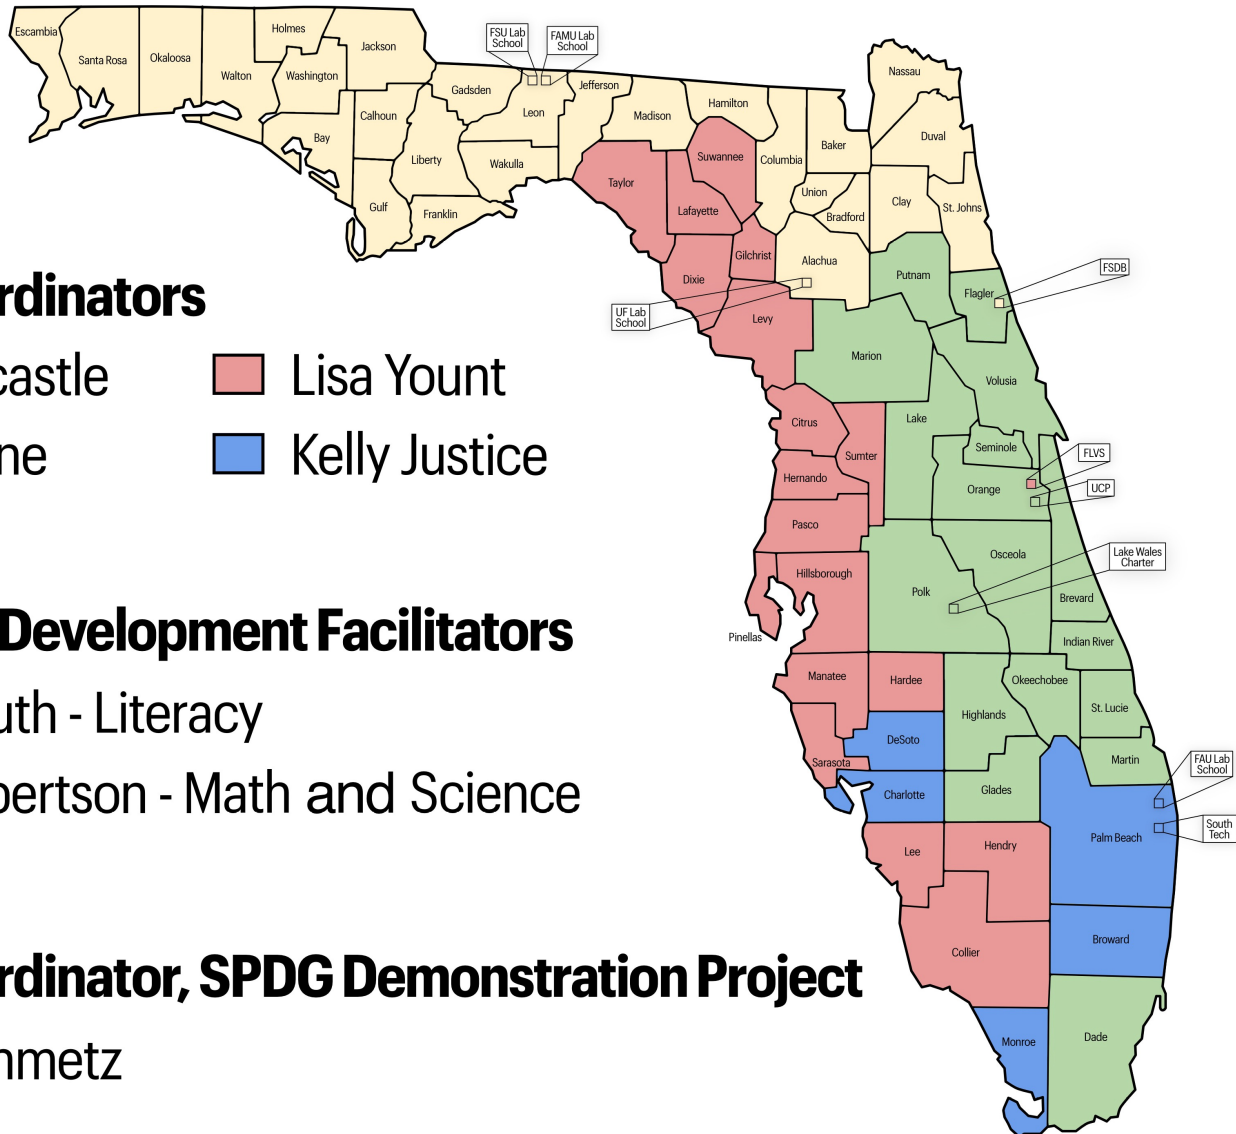 Escambia
Santa Rosa
Okaloosa
Walton
Holmes
Washington
Jackson
Bay
Calhoun
Gulf
Liberty
Gadsden
Franklin
FSU Lab
School
FAMU Lab
School
Leon
Wakulla
Jefferson
Madison
Hamilton
Taylor
Suwannee
Lafayette
Columbia
Baker
Nassau
Duval
Union
Bradford
Clay
St. Johns
Dixie
Gilchrist
Alachua
Putnam
Flagler
FSDB
UF Lab
School
Levy
Marion
Volusia
Citrus
Sumter
Lake
Seminole
Orange
FLVS
UCP
Hernando
Pasco
Hillsborough
Pinellas
Polk
Osceola
Lake Wales
Charter
Brevard
Indian River
Manatee
Hardee
Highlands
Okeechobee
St. Lucie
Sarasota
DeSoto
Martin
Charlotte
Glades
FAU Lab
School
Palm Beach
South
Tech
Lee
Hendry
Collier
Broward
Monroe
Dade
rdinators
castle
Lisa Yount
ne
Kelly Justice
Development Facilitators
uth - Literacy
bertson - Math and Science
rdinator, SPDG Demonstration Project
nmetz